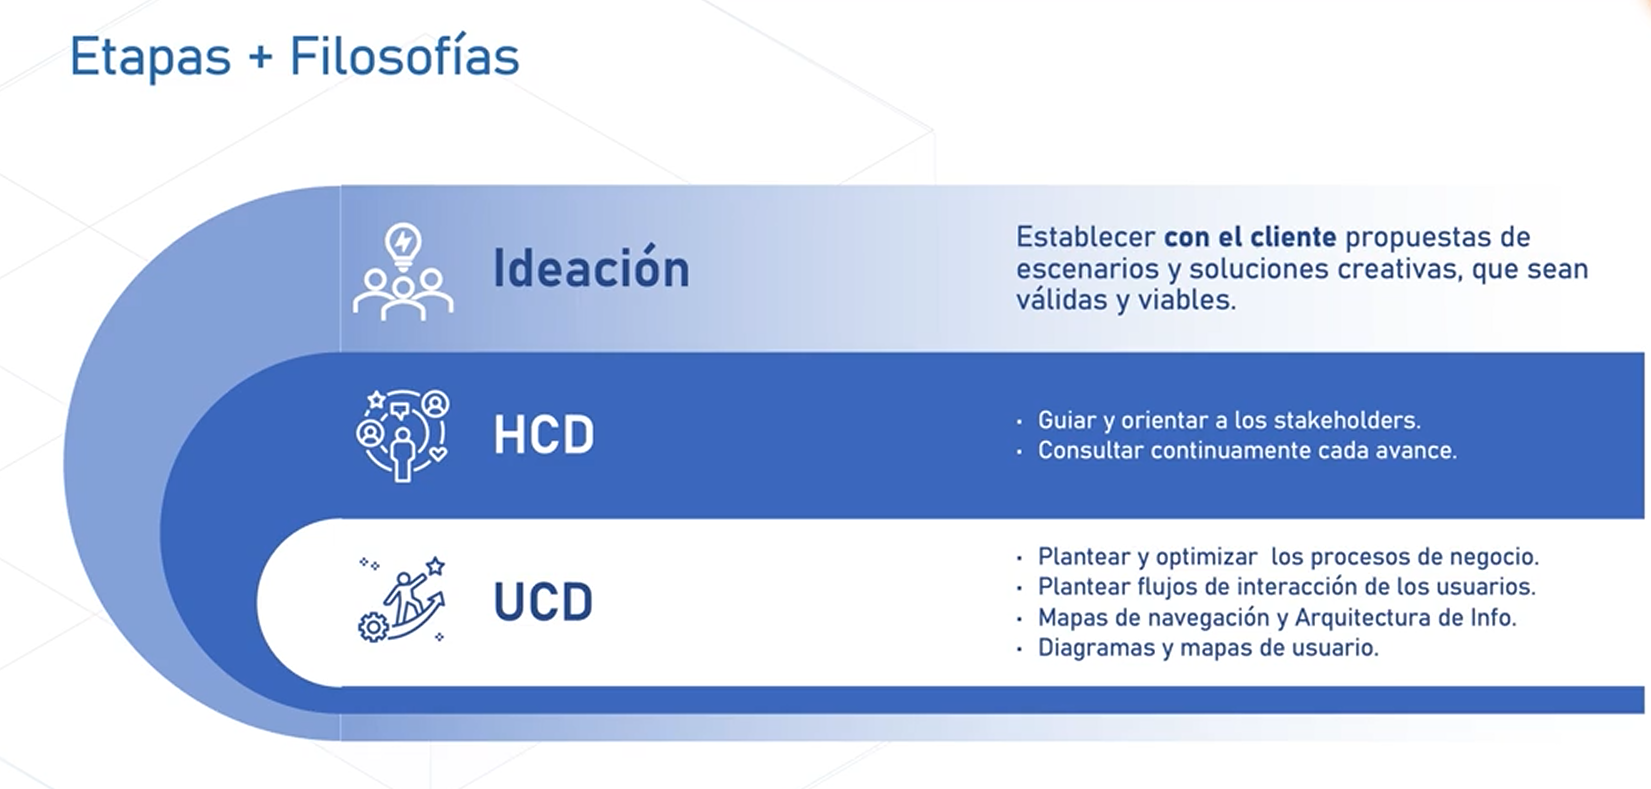 Etapas + Filosofías
Ideación
Establecer con el cliente propuestas de
escenarios y soluciones creativas, que sean
válidas y viables.
HCD
· Guiar y orientar a los stakeholders.
· Consultar continuamente cada avance.
UCD
· Plantear y optimizar  los procesos de negocio.
· Plantear flujos de interacción de los usuarios.
· Mapas de navegación y Arquitectura de Info.
· Diagramas y mapas de usuario.